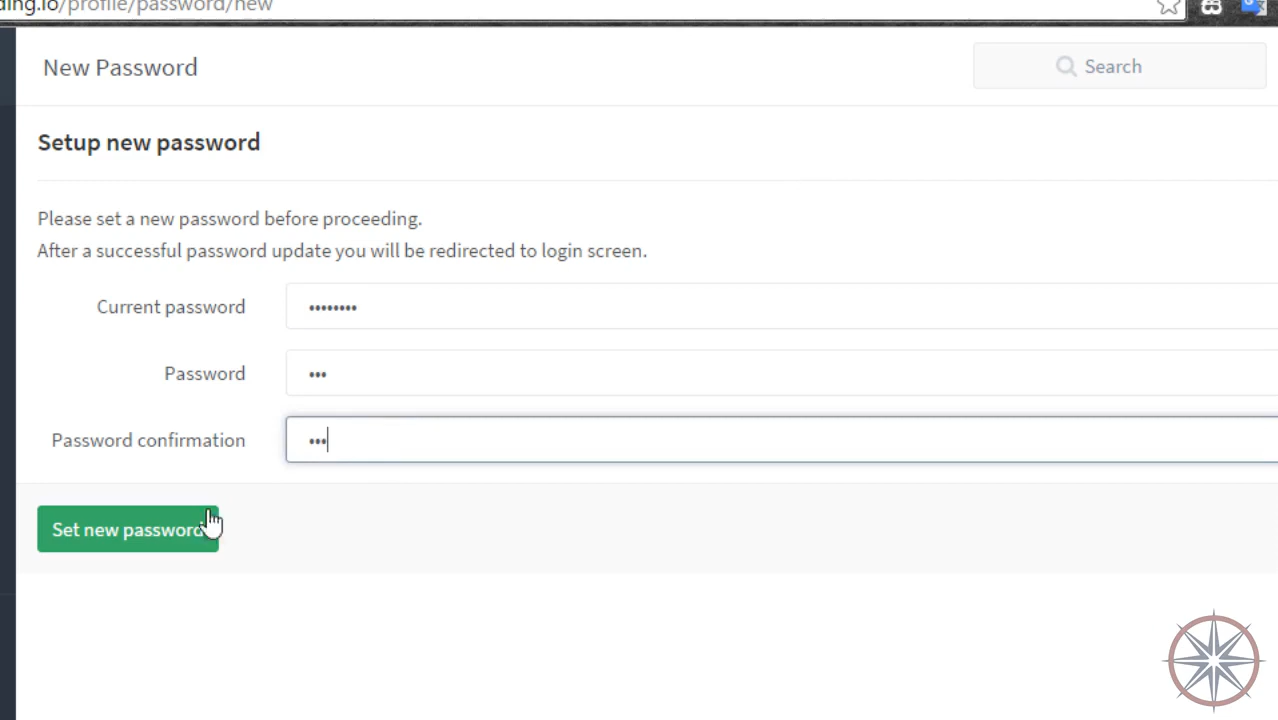 ding.io/profile/password/new
New Password
Search
Setup new password
Please set a new password before proceeding.
After a successful password update you will be redirected to login screen.
Current password ••••••••
Password •••
Password confirmation •••
Set new password